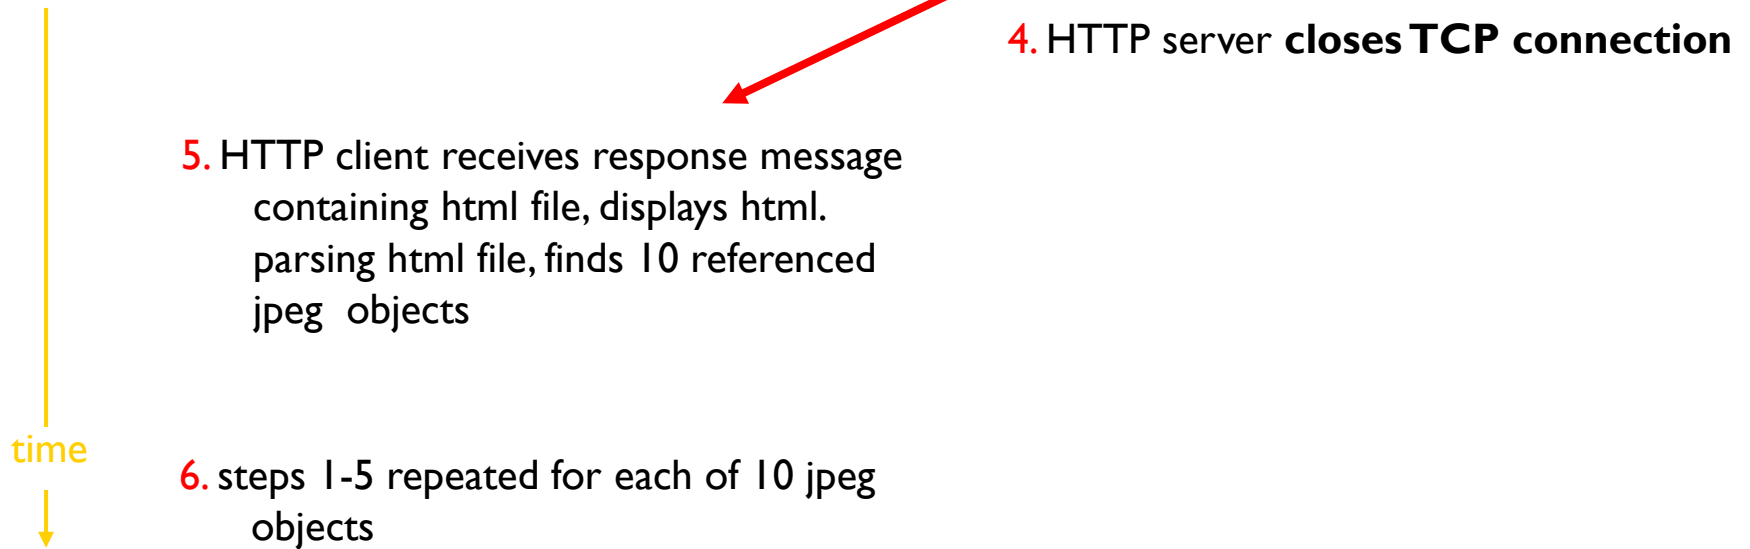 4. HTTP server closes TCP connection
5. HTTP client receives response message
containing html file, displays html.
parsing html file, finds 10 referenced
jpeg objects
time
6. steps 1-5 repeated for each of 10 jpeg
objects